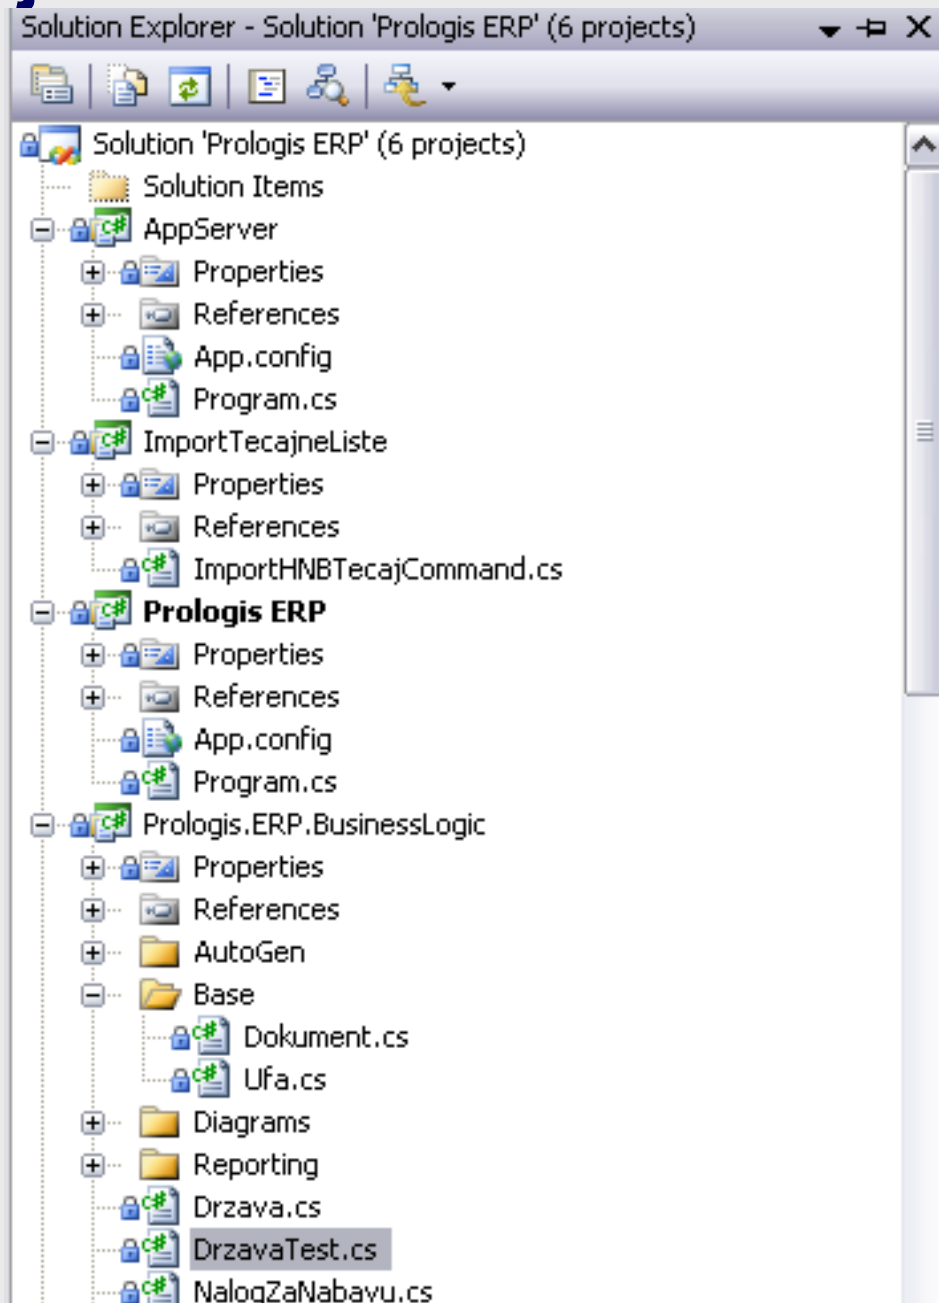 Solution Explorer - Solution 'Prologis ERP' (6 projects)
Solution 'Prologis ERP' (6 projects)
Solution Items
C# AppServer
Properties
References
App.config
C# Program.cs
C# ImportTecajneListe
Properties
References
C# ImportHNBTecajCommand.cs
C# Prologis ERP
Properties
References
App.config
C# Program.cs
C# Prologis.ERP.BusinessLogic
Properties
References
AutoGen
Base
C# Dokument.cs
C# Ufa.cs
Diagrams
Reporting
C# Drzava.cs
C# DrzavaTest.cs
C# NalogZaNabavu.cs